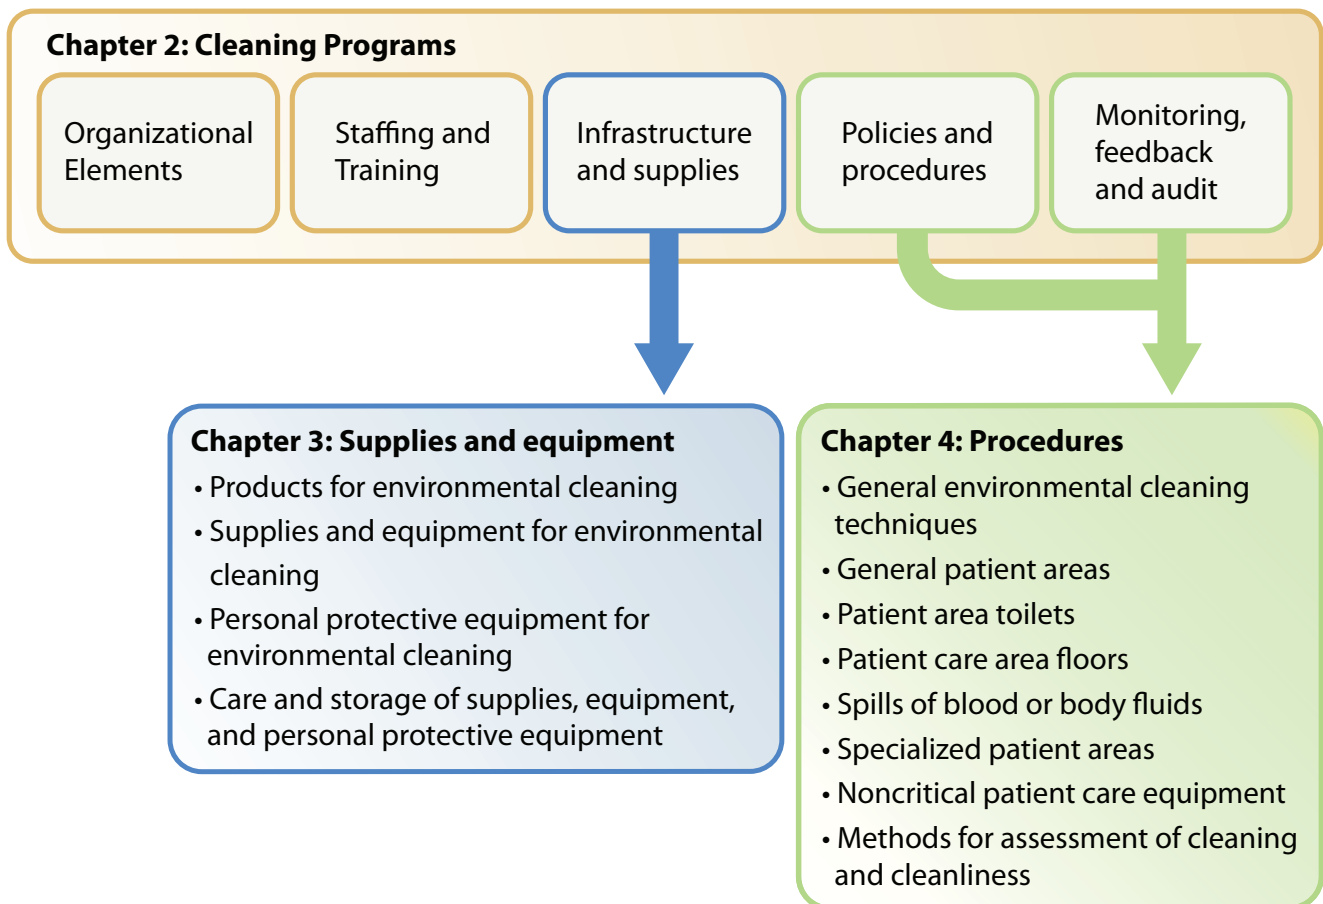 Chapter 2: Cleaning Programs
Organizational
Elements
Staffing and
Training
Infrastructure
and supplies
Policies and
procedures
Monitoring,
feedback
and audit
Chapter 3: Supplies and equipment
• Products for environmental cleaning
• Supplies and equipment for environmental
cleaning
• Personal protective equipment for
environmental cleaning
• Care and storage of supplies, equipment,
and personal protective equipment
Chapter 4: Procedures
• General environmental cleaning
techniques
• General patient areas
• Patient area toilets
• Patient care area floors
• Spills of blood or body fluids
• Specialized patient areas
• Noncritical patient care equipment
• Methods for assessment of cleaning
and cleanliness